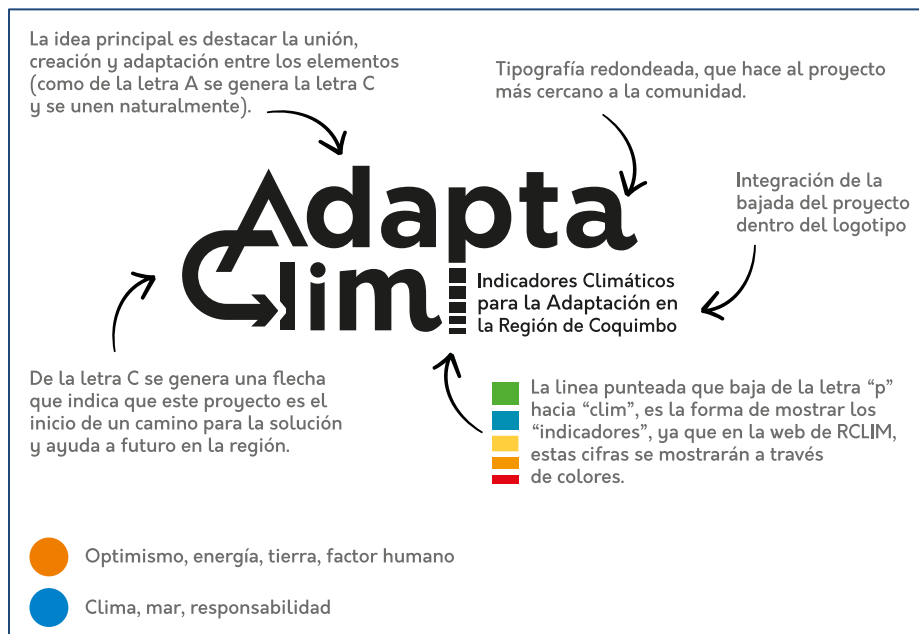 La idea principal es destacar la unión,
creación y adaptación entre los elementos
(como de la letra A se genera la letra C
y se unen naturalmente).
Tipografía redondeada, que hace al proyecto
más cercano a la comunidad.
Integración de la
bajada del proyecto
dentro del logotipo
Adapta
Clim
Indicadores Climáticos
para la Adaptación en
la Región de Coquimbo
De la letra C se genera una flecha
que indica que este proyecto es el
inicio de un camino para la solución
y ayuda a futuro en la región.
La linea punteada que baja de la letra “p”
hacia “clim”, es la forma de mostrar los
“indicadores”, ya que en la web de RCLIM,
estas cifras se mostrarán a través
de colores.
Optimismo, energía, tierra, factor humano
Clima, mar, responsabilidad